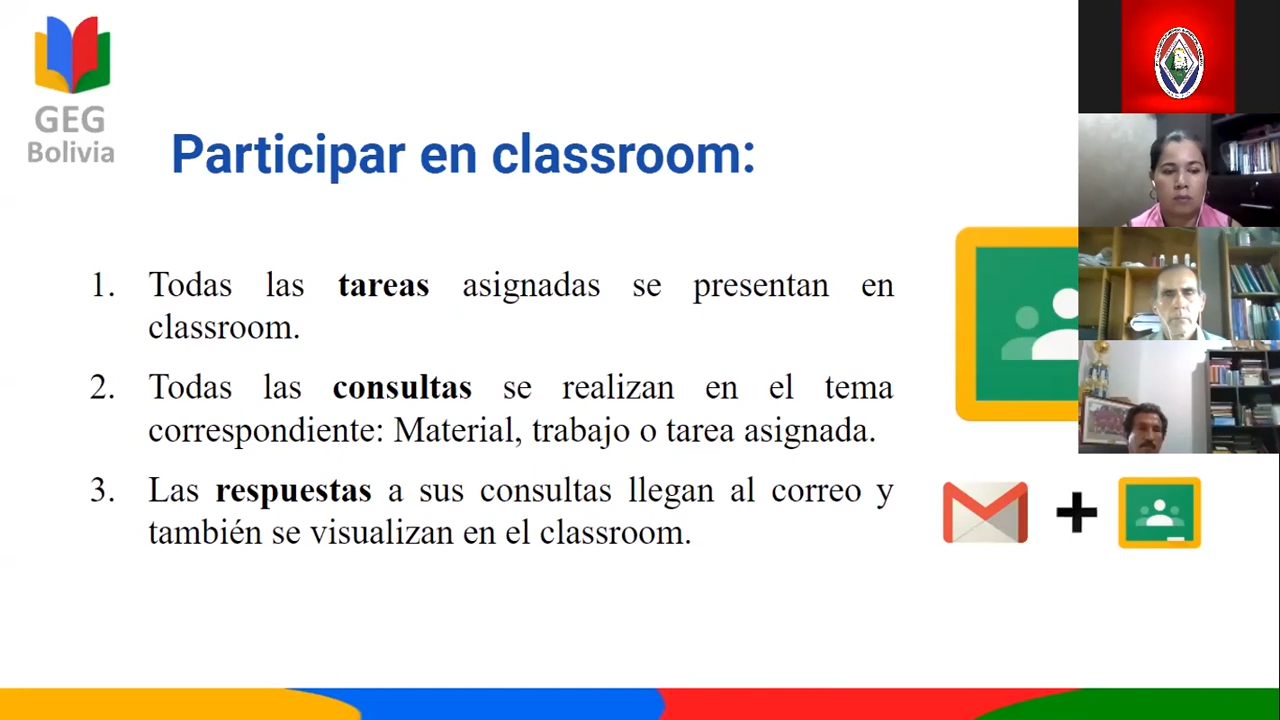 GEG
Bolivia
Participar en classroom:
1. Todas las tareas asignadas se presentan en
classroom.
2. Todas las consultas se realizan en el tema
correspondiente: Material, trabajo o tarea asignada.
3. Las respuestas a sus consultas llegan al correo y
también se visualizan en el classroom.